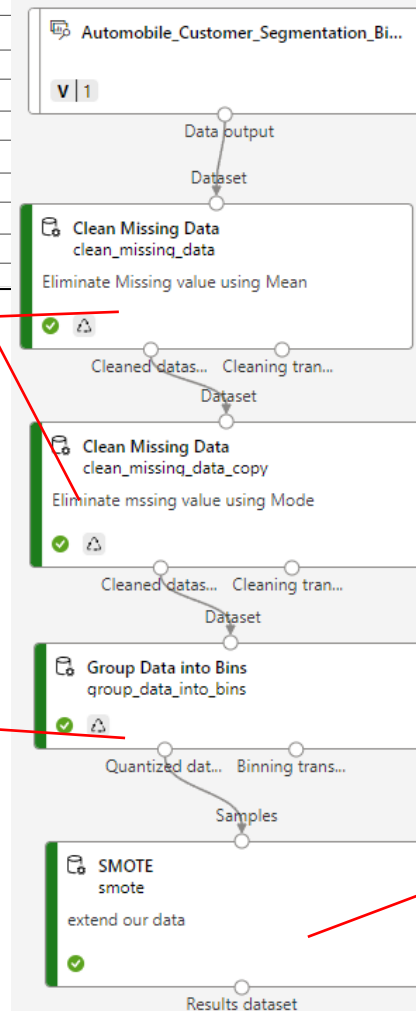 Automobile_Customer_Segmentation_Bi...
V | 1
Data output
Dataset
Clean Missing Data
clean_missing_data
Eliminate Missing value using Mean
Cleaned datas... Cleaning tran...
Dataset
Clean Missing Data
clean_missing_data_copy
Eliminate mssing value using Mode
Cleaned datas... Cleaning tran...
Dataset
Group Data into Bins
group_data_into_bins
Quantized dat... Binning trans...
Samples
SMOTE
smote
extend our data
Results dataset